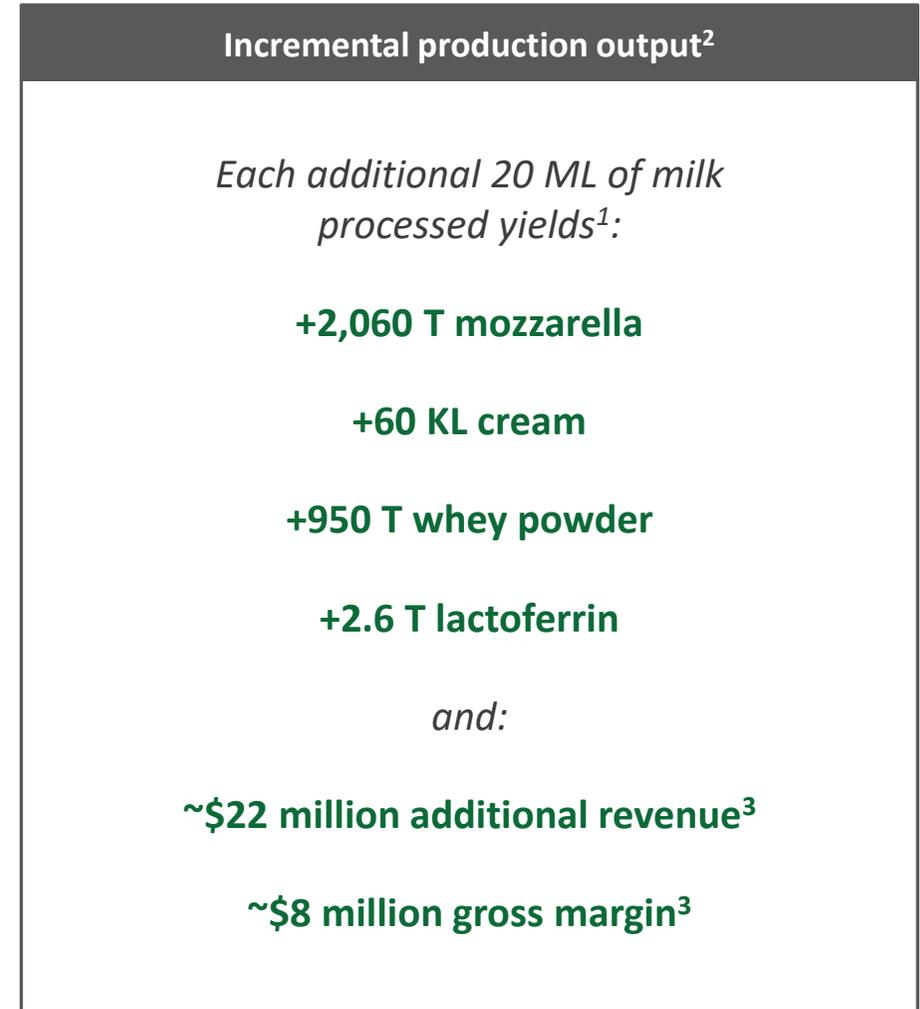 Incremental production output²
Each additional 20 ML of milk
processed yields¹:
+2,060 T mozzarella
+60 KL cream
+950 T whey powder
+2.6 T lactoferrin
and:
~$22 million additional revenue³
~$8 million gross margin³